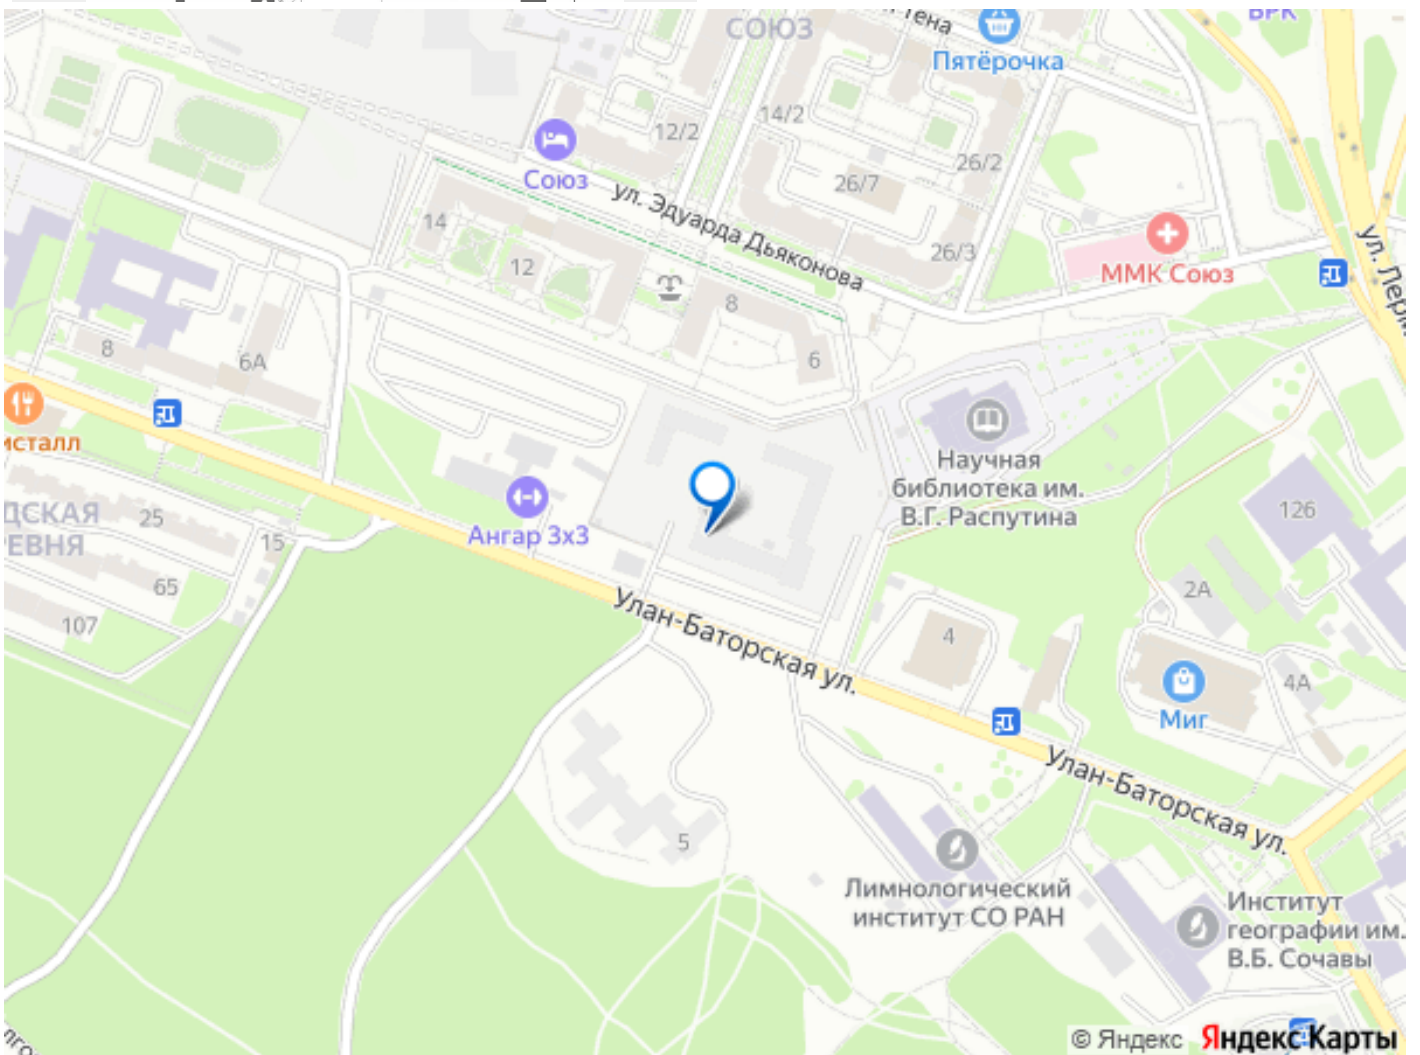 СОЮЗ
Пятёрочка
12/2
14/2
26/2
26/7
Союз
ул. Эдуарда Дьяконова
14
12
26/3
ММК Союз
8
6
8
6А
Научная
библиотека им.
В.Г. Распутина
Ангар 3x3
25
15
65
107
126
2А
4
4А
Миг
Улан-Баторская ул.
Улан-Баторская ул.
5
Лимнологический
институт СО РАН
Институт
географии им.
В.Б. Сочавы
© Яндекс Яндекс Карты